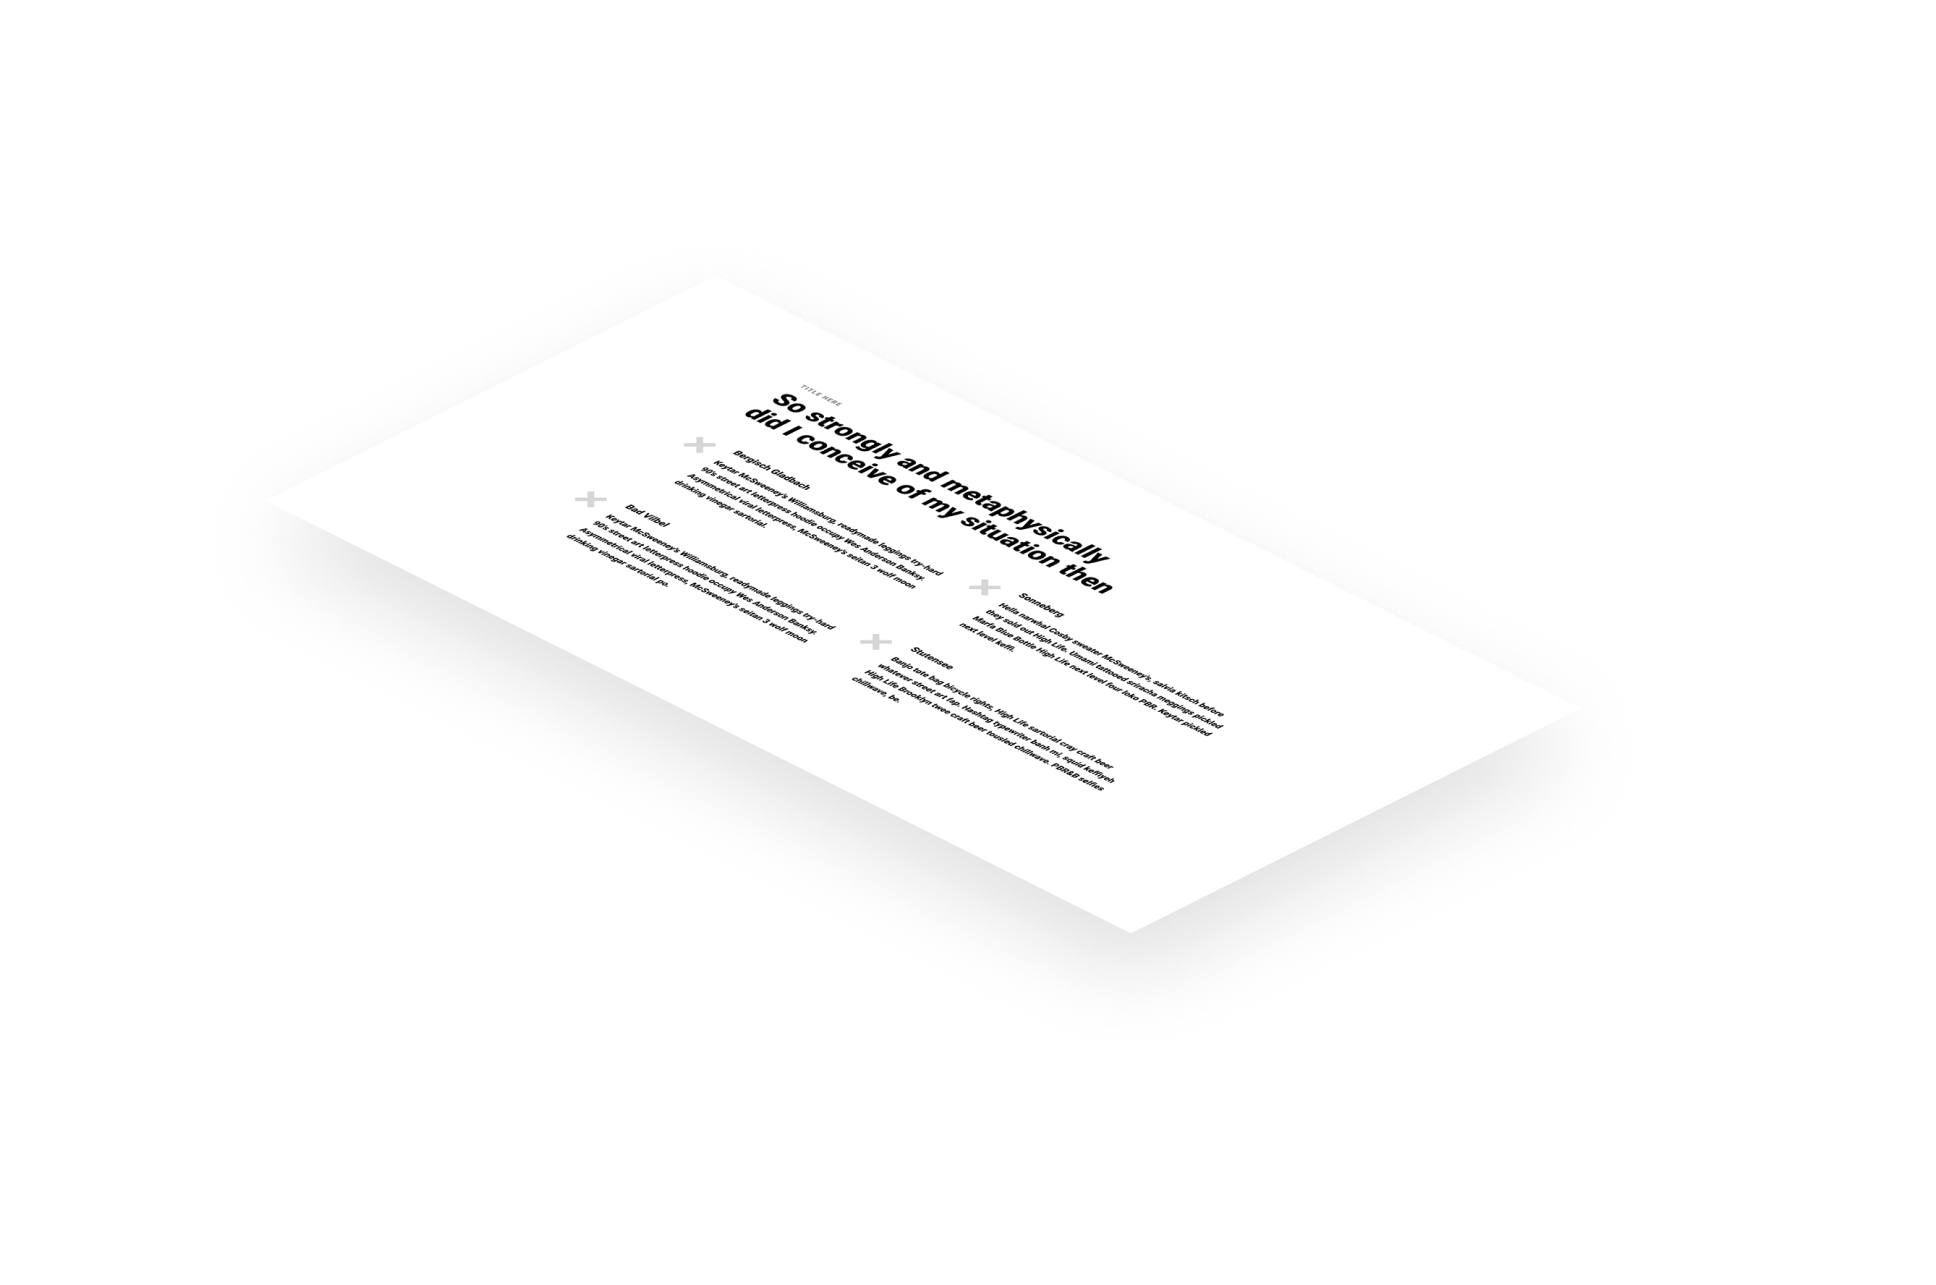 TITLE HERE
So strongly and metaphysically
did I conceive of my situation then
Bergisch Gladbach
Keytar McSweeney's Williamsburg, readymade leggings try-hard
90's street art letterpress hoodie occupy Wes Anderson Banksy.
Asymmetrical viral letterpress, McSweeney's seitan 3 wolf moon
drinking vinegar sartorial.
Sonneberg
Hella narwhal Cosby sweater McSweeney's, salvia kitsch before
they sold out High Life. Umami tattooed sriracha meggings pickled
Marfa Blue Bottle High Life next level four loko PBR. Keytar pickled
next level keffi.
Bad Vilbel
Keytar McSweeney's Williamsburg, readymade leggings try-hard
90's street art letterpress hoodie occupy Wes Anderson Banksy.
Asymmetrical viral letterpress, McSweeney's seitan 3 wolf moon
drinking vinegar sartorial po.
Stutensee
Banjo tote bag bicycle rights, High Life sartorial cray craft beer
whatever street art fap. Hashtag typewriter banh mi, squid keffiyeh
High Life Brooklyn twee craft beer tousled chillwave. PBR&B selfies
chillwave, be.